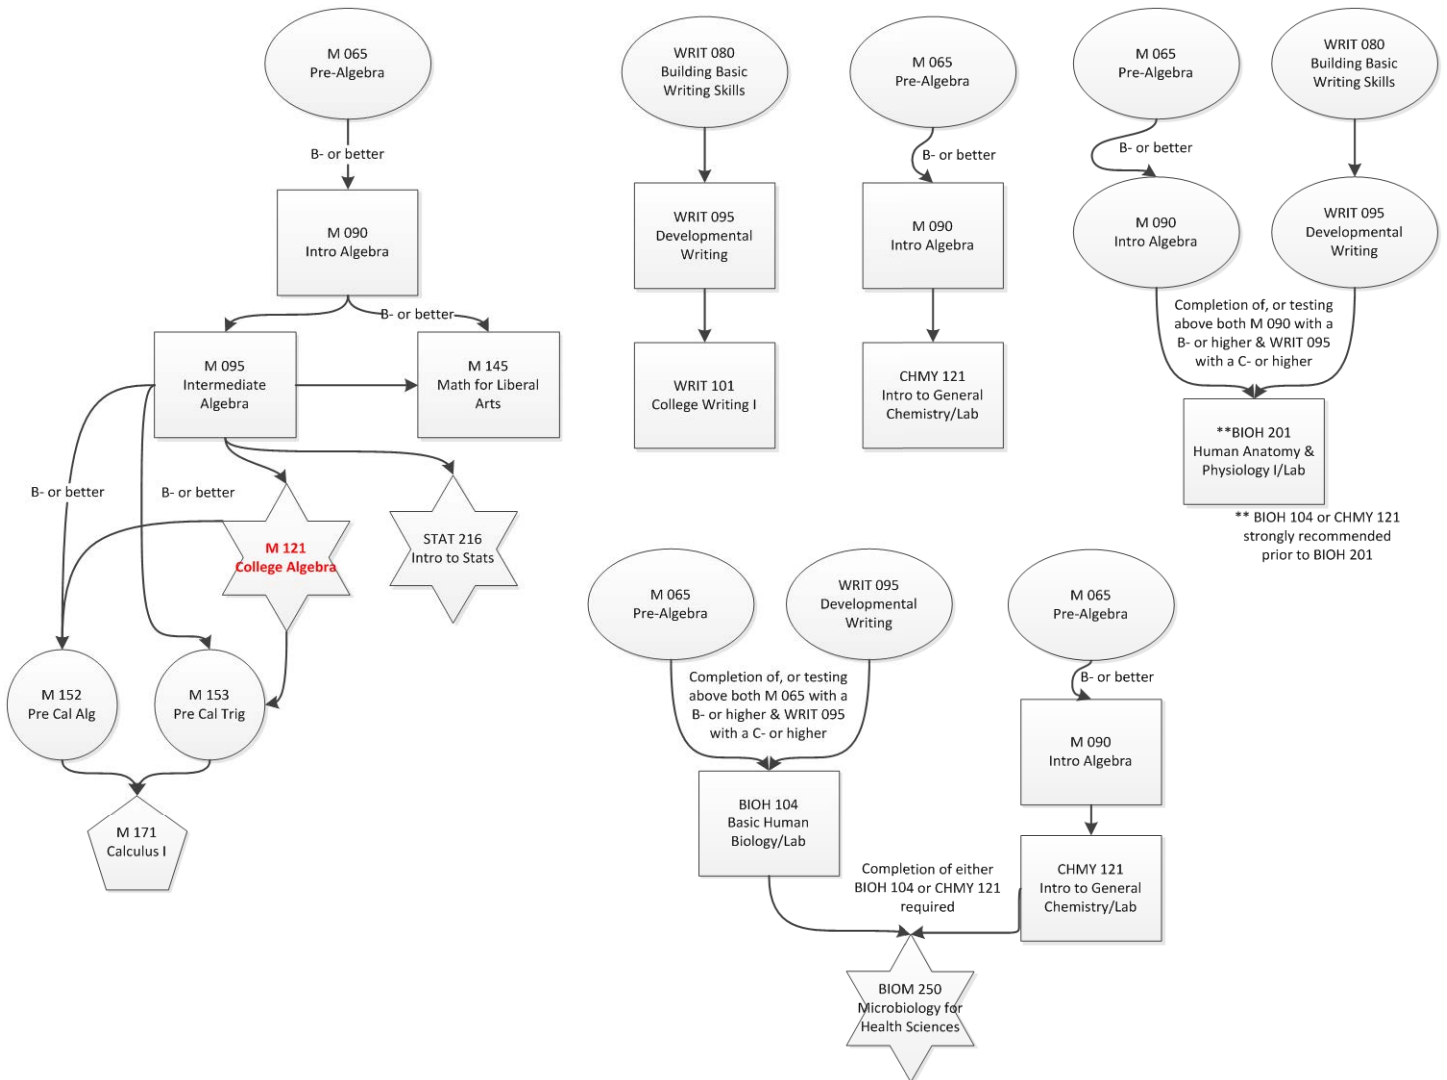 M 065
Pre-Algebra
B- or better
M 090
Intro Algebra
B- or better
M 095
Intermediate
Algebra
M 145
Math for Liberal
Arts
B- or better
B- or better
M 121
College Algebra
STAT 216
Intro to Stats
M 152
Pre Cal Alg
M 153
Pre Cal Trig
M 171
Calculus I
WRIT 080
Building Basic
Writing Skills
WRIT 095
Developmental
Writing
WRIT 101
College Writing I
M 065
Pre-Algebra
B- or better
M 090
Intro Algebra
CHMY 121
Intro to General
Chemistry/Lab
M 065
Pre-Algebra
B- or better
M 090
Intro Algebra
WRIT 080
Building Basic
Writing Skills
WRIT 095
Developmental
Writing
Completion of, or testing
above both M 090 with a
B- or higher & WRIT 095
with a C- or higher
**BIOH 201
Human Anatomy &
Physiology I/Lab
** BIOH 104 or CHMY 121
strongly recommended
prior to BIOH 201
M 065
Pre-Algebra
WRIT 095
Developmental
Writing
Completion of, or testing
above both M 065 with a
B- or higher & WRIT 095
with a C- or higher
BIOH 104
Basic Human
Biology/Lab
M 065
Pre-Algebra
B- or better
M 090
Intro Algebra
CHMY 121
Intro to General
Chemistry/Lab
Completion of either
BIOH 104 or CHMY 121
required
BIOM 250
Microbiology for
Health Sciences